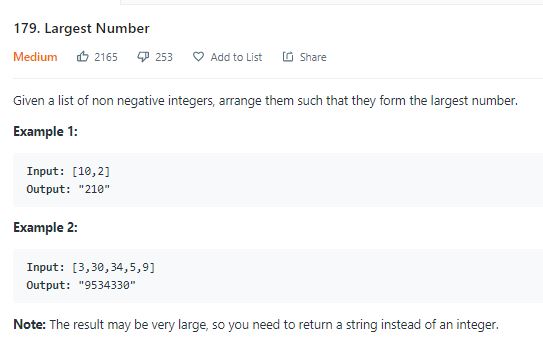 179. Largest Number
Medium 2165 253 Add to List Share
Given a list of non negative integers, arrange them such that they form the largest number.
Example 1:
Input: [10,2]
Output: "210"
Example 2:
Input: [3,30,34,5,9]
Output: "9534330"
Note: The result may be very large, so you need to return a string instead of an integer.